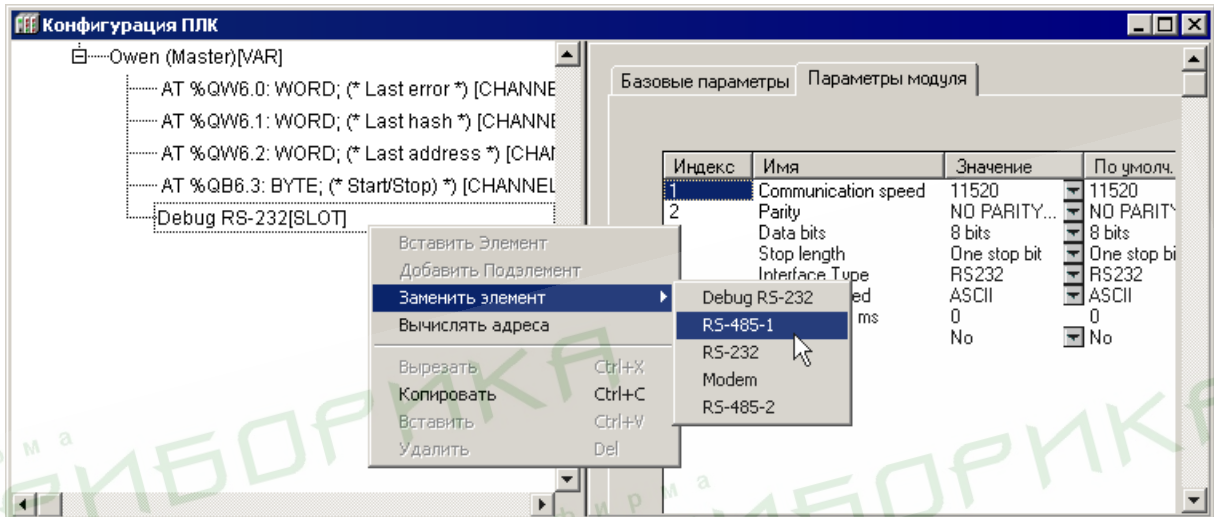 Конфигурация ПЛК
Owen (Master)[VAR]
AT %QW6.0: WORD; (* Last error *) [CHANNE
AT %QW6.1: WORD; (* Last hash *) [CHANNE
AT %QW6.2: WORD; (* Last address *) [CHA
AT %QB6.3: BYTE; (* Start/Stop) *) [CHANNEL
Debug RS-232[SLOT]
Вставить Элемент
Добавить Подэлемент
Заменить элемент
Вычислять адреса
Вырезать Ctrl+X
Копировать Ctrl+C
Вставить Ctrl+V
Удалить Del
Debug RS-232
RS-485-1
RS-232
Modem
RS-485-2
Базовые параметры Параметры модуля
Индекс Имя Значение По умолч.
1 Communication speed 11520 11520
2 Parity NO PARITY... NO PARITY
Data bits 8 bits 8 bits
Stop length One stop bit One stop bi
Interface Type RS232 RS232
ed ASCII ASCII
ms 0 0
No No
фирма
ПРИБОРИКА